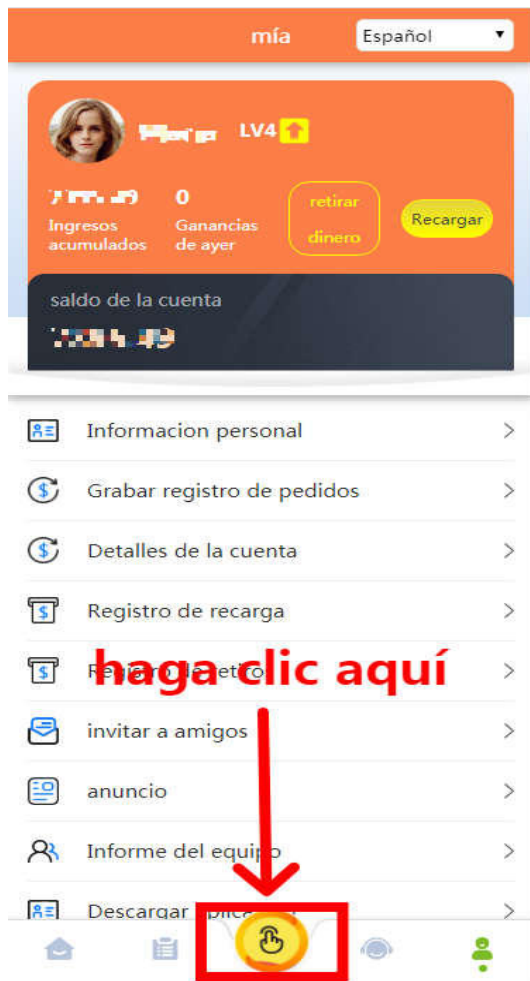 mía
Español
LV4
0
Ingresos
acumulados
Ganancias
de ayer
retirar
dinero
Recargar
saldo de la cuenta
Informacion personal
Grabar registro de pedidos
Detalles de la cuenta
Registro de recarga
haga clic aquí
invitar a amigos
anuncio
Informe del equipo
Descargar